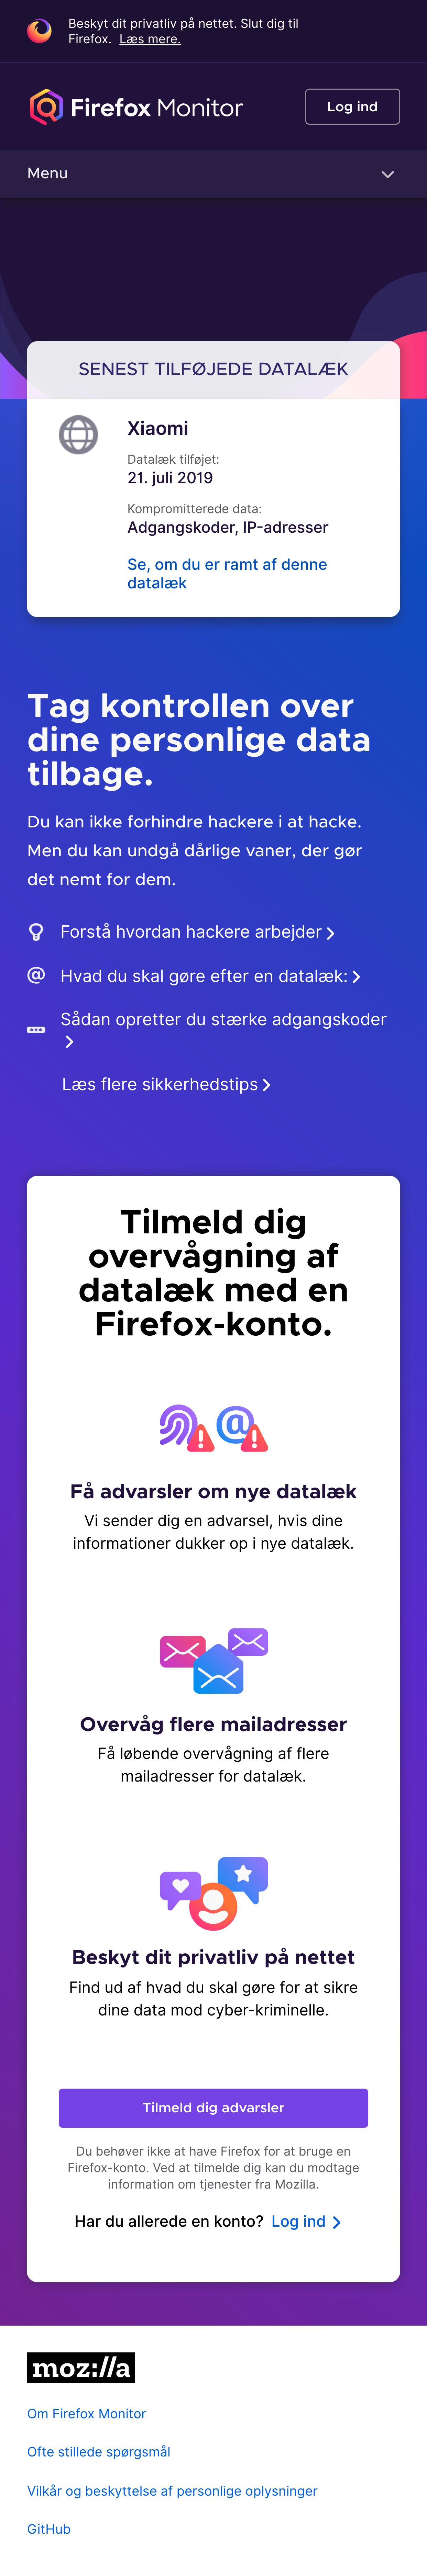 Beskyt dit privatliv på nettet. Slut dig til
Firefox. Læs mere.
Firefox Monitor
Log ind
Menu
SENEST TILFØJEDE DATALÆK
Xiaomi
Datalæk tilføjet:
21. juli 2019
Kompromitterede data:
Adgangskoder, IP-adresser
Se, om du er ramt af denne
datalæk
Tag kontrollen over
dine personlige data
tilbage.
Du kan ikke forhindre hackere i at hacke.
Men du kan undgå dårlige vaner, der gør
det nemt for dem.
Forstå hvordan hackere arbejder
Hvad du skal gøre efter en datalæk:
Sådan opretter du stærke adgangskoder
Læs flere sikkerhedstips
Tilmeld dig
overvågning af
datalæk med en
Firefox-konto.
Få advarsler om nye datalæk
Vi sender dig en advarsel, hvis dine
informationer dukker op i nye datalæk.
Overvåg flere mailadresser
Få løbende overvågning af flere
mailadresser for datalæk.
Beskyt dit privatliv på nettet
Find ud af hvad du skal gøre for at sikre
dine data mod cyber-kriminelle.
Tilmeld dig advarsler
Du behøver ikke at have Firefox for at bruge en
Firefox-konto. Ved at tilmelde dig kan du modtage
information om tjenester fra Mozilla.
Har du allerede en konto? Log ind
moz://a
Om Firefox Monitor
Ofte stillede spørgsmål
Vilkår og beskyttelse af personlige oplysninger
GitHub